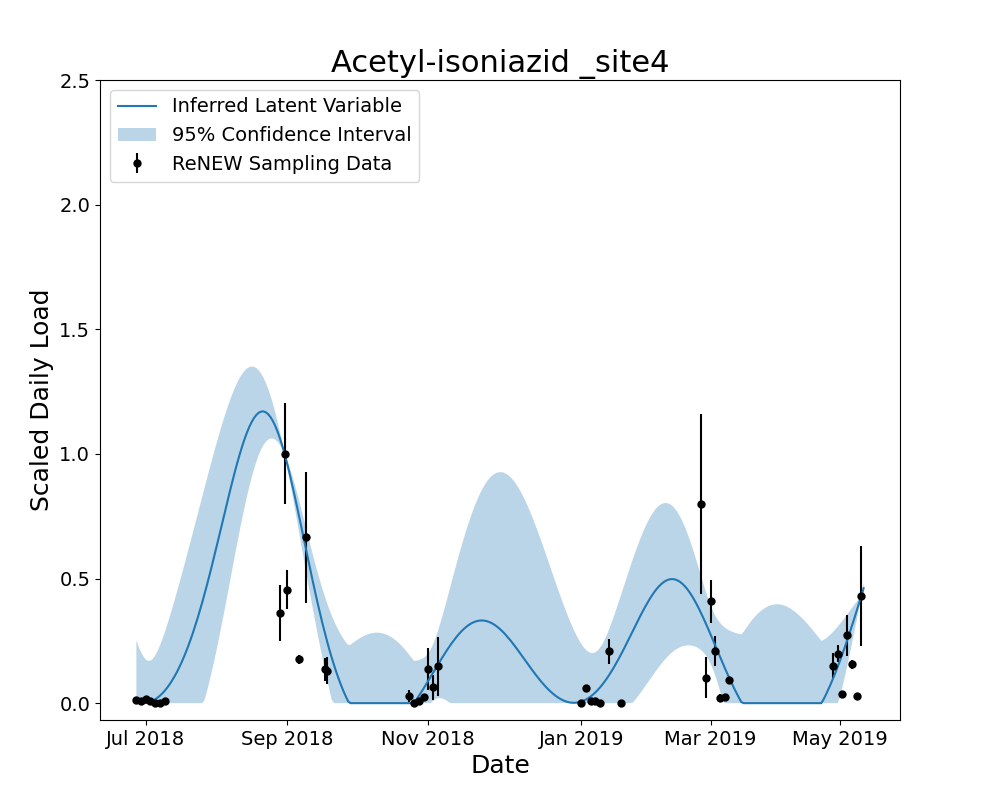 Acetyl-isoniazid _site4
Inferred Latent Variable
95% Confidence Interval
ReNEW Sampling Data
Scaled Daily Load
2.5
2.0
1.5
1.0
0.5
0.0
Jul 2018
Sep 2018
Nov 2018
Jan 2019
Mar 2019
May 2019
Date